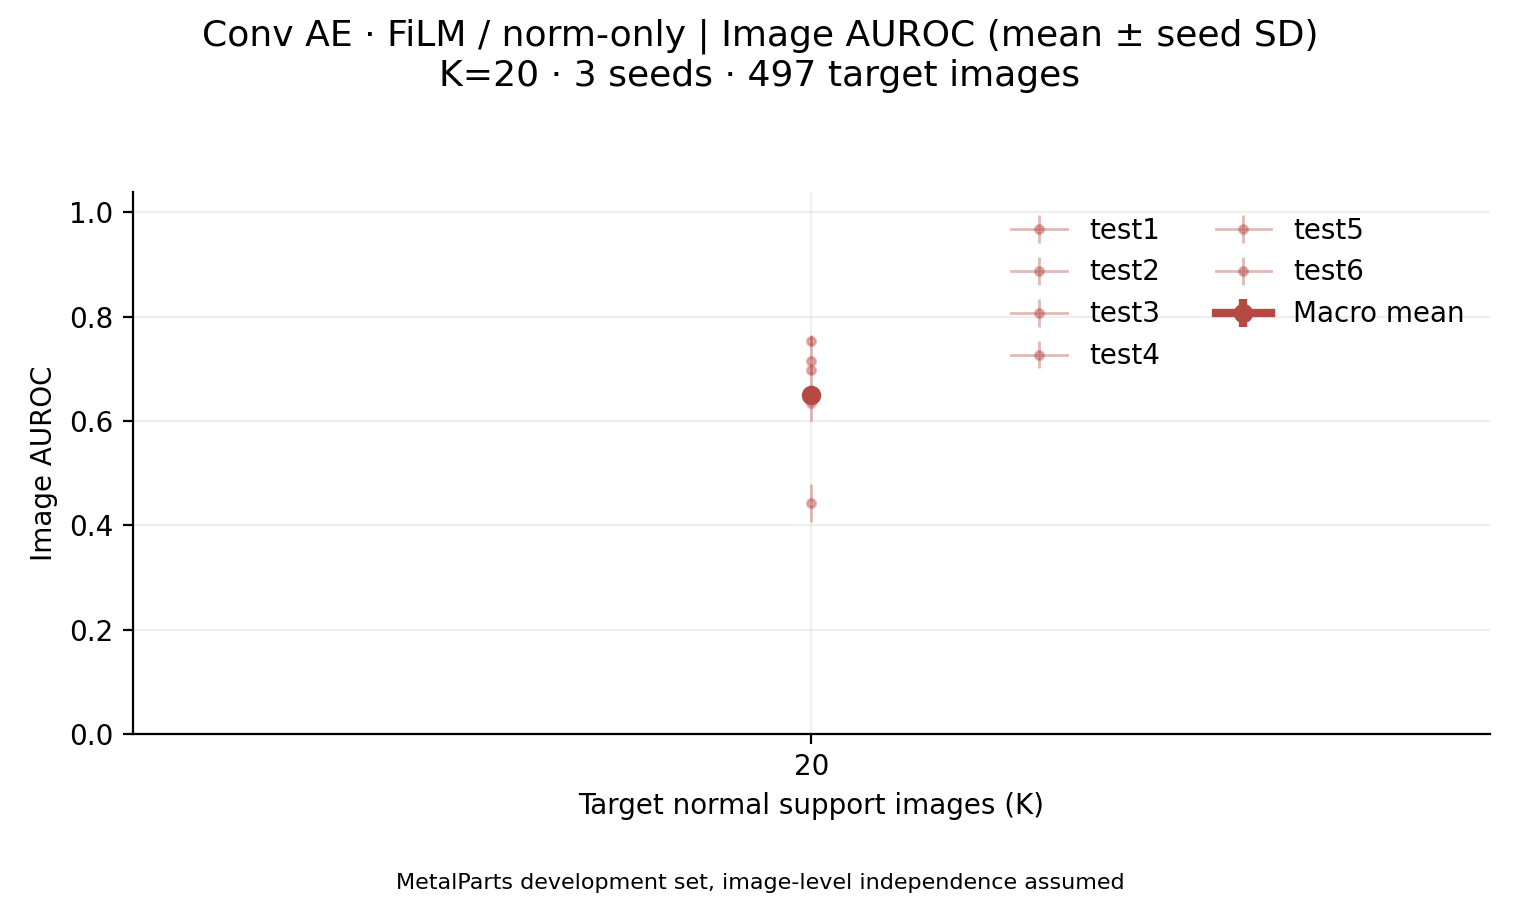 Conv AE · FiLM / norm-only | Image AUROC (mean ± seed SD)
K=20 · 3 seeds · 497 target images
1.0
0.8
0.6
0.4
0.2
0.0
Image AUROC
test1
test2
test3
test4
test5
test6
Macro mean
20
Target normal support images (K)
MetalParts development set, image-level independence assumed